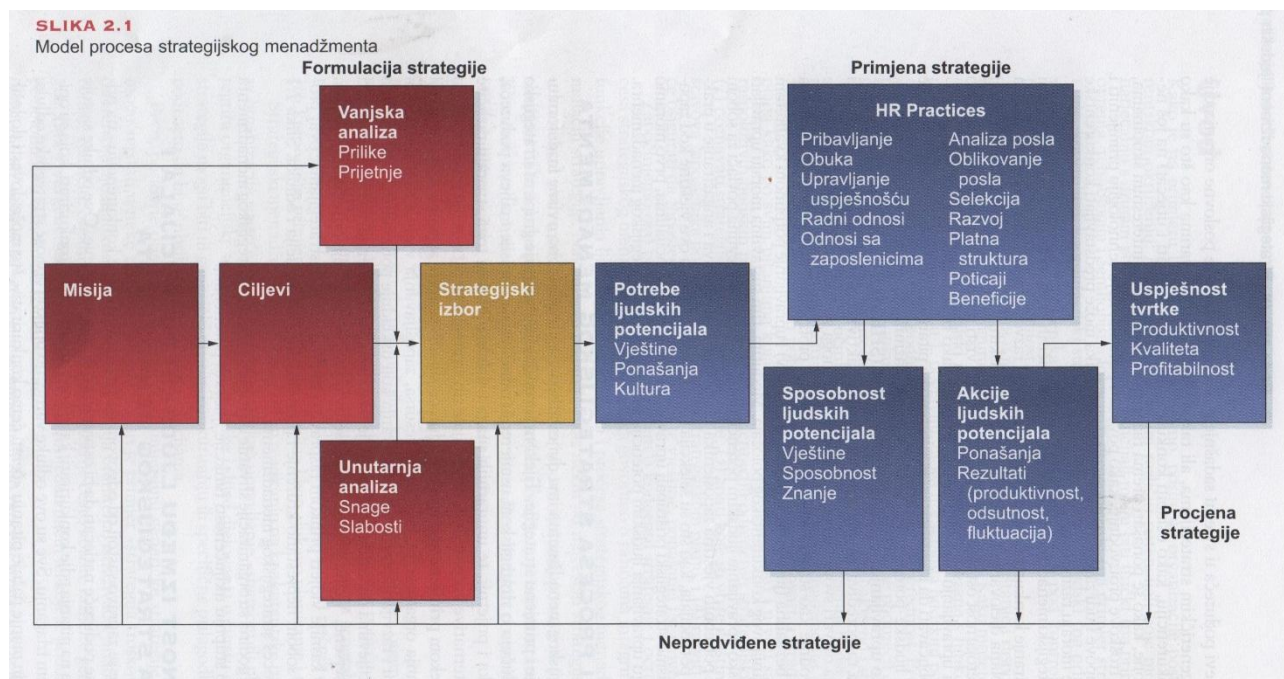 SLIKA 2.1
Model procesa strategijskog menadžmenta
Formulacija strategije
Primjena strategije
Vanjska
analiza
Prilike
Prijetnje
Misija
Ciljevi
Strategijski
izbor
Unutarnja
analiza
Snage
Slabosti
Potrebe
ljudskih
potencijala
Vještine
Ponašanja
Kultura
HR Practices
Pribavljanje
Obuka
Upravljanje
uspješnošću
Radni odnosi
Odnosi sa
zaposlenicima
Analiza posla
Oblikovanje
posla
Selekcija
Razvoj
Platna
struktura
Poticaji
Beneficije
Sposobnost
ljudskih
potencijala
Vještine
Sposobnost
Znanje
Akcije
ljudskih
potencijala
Ponašanja
Rezultati
(produktivnost,
odsutnost,
fluktuacija)
Uspješnost
tvrtke
Produktivnost
Kvaliteta
Profitabilnost
Procjena
strategije
Nepredviđene strategije